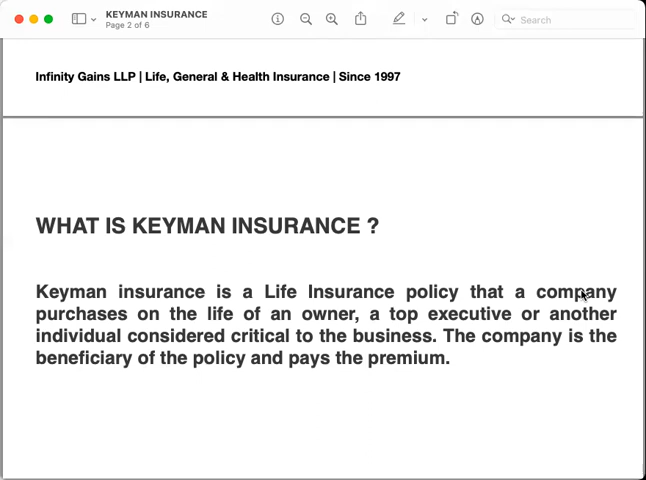 KEYMAN INSURANCE
Page 2 of 6
Search
Infinity Gains LLP | Life, General & Health Insurance | Since 1997
WHAT IS KEYMAN INSURANCE ?
Keyman insurance is a Life Insurance policy that a company
purchases on the life of an owner, a top executive or another
individual considered critical to the business. The company is the
beneficiary of the policy and pays the premium.